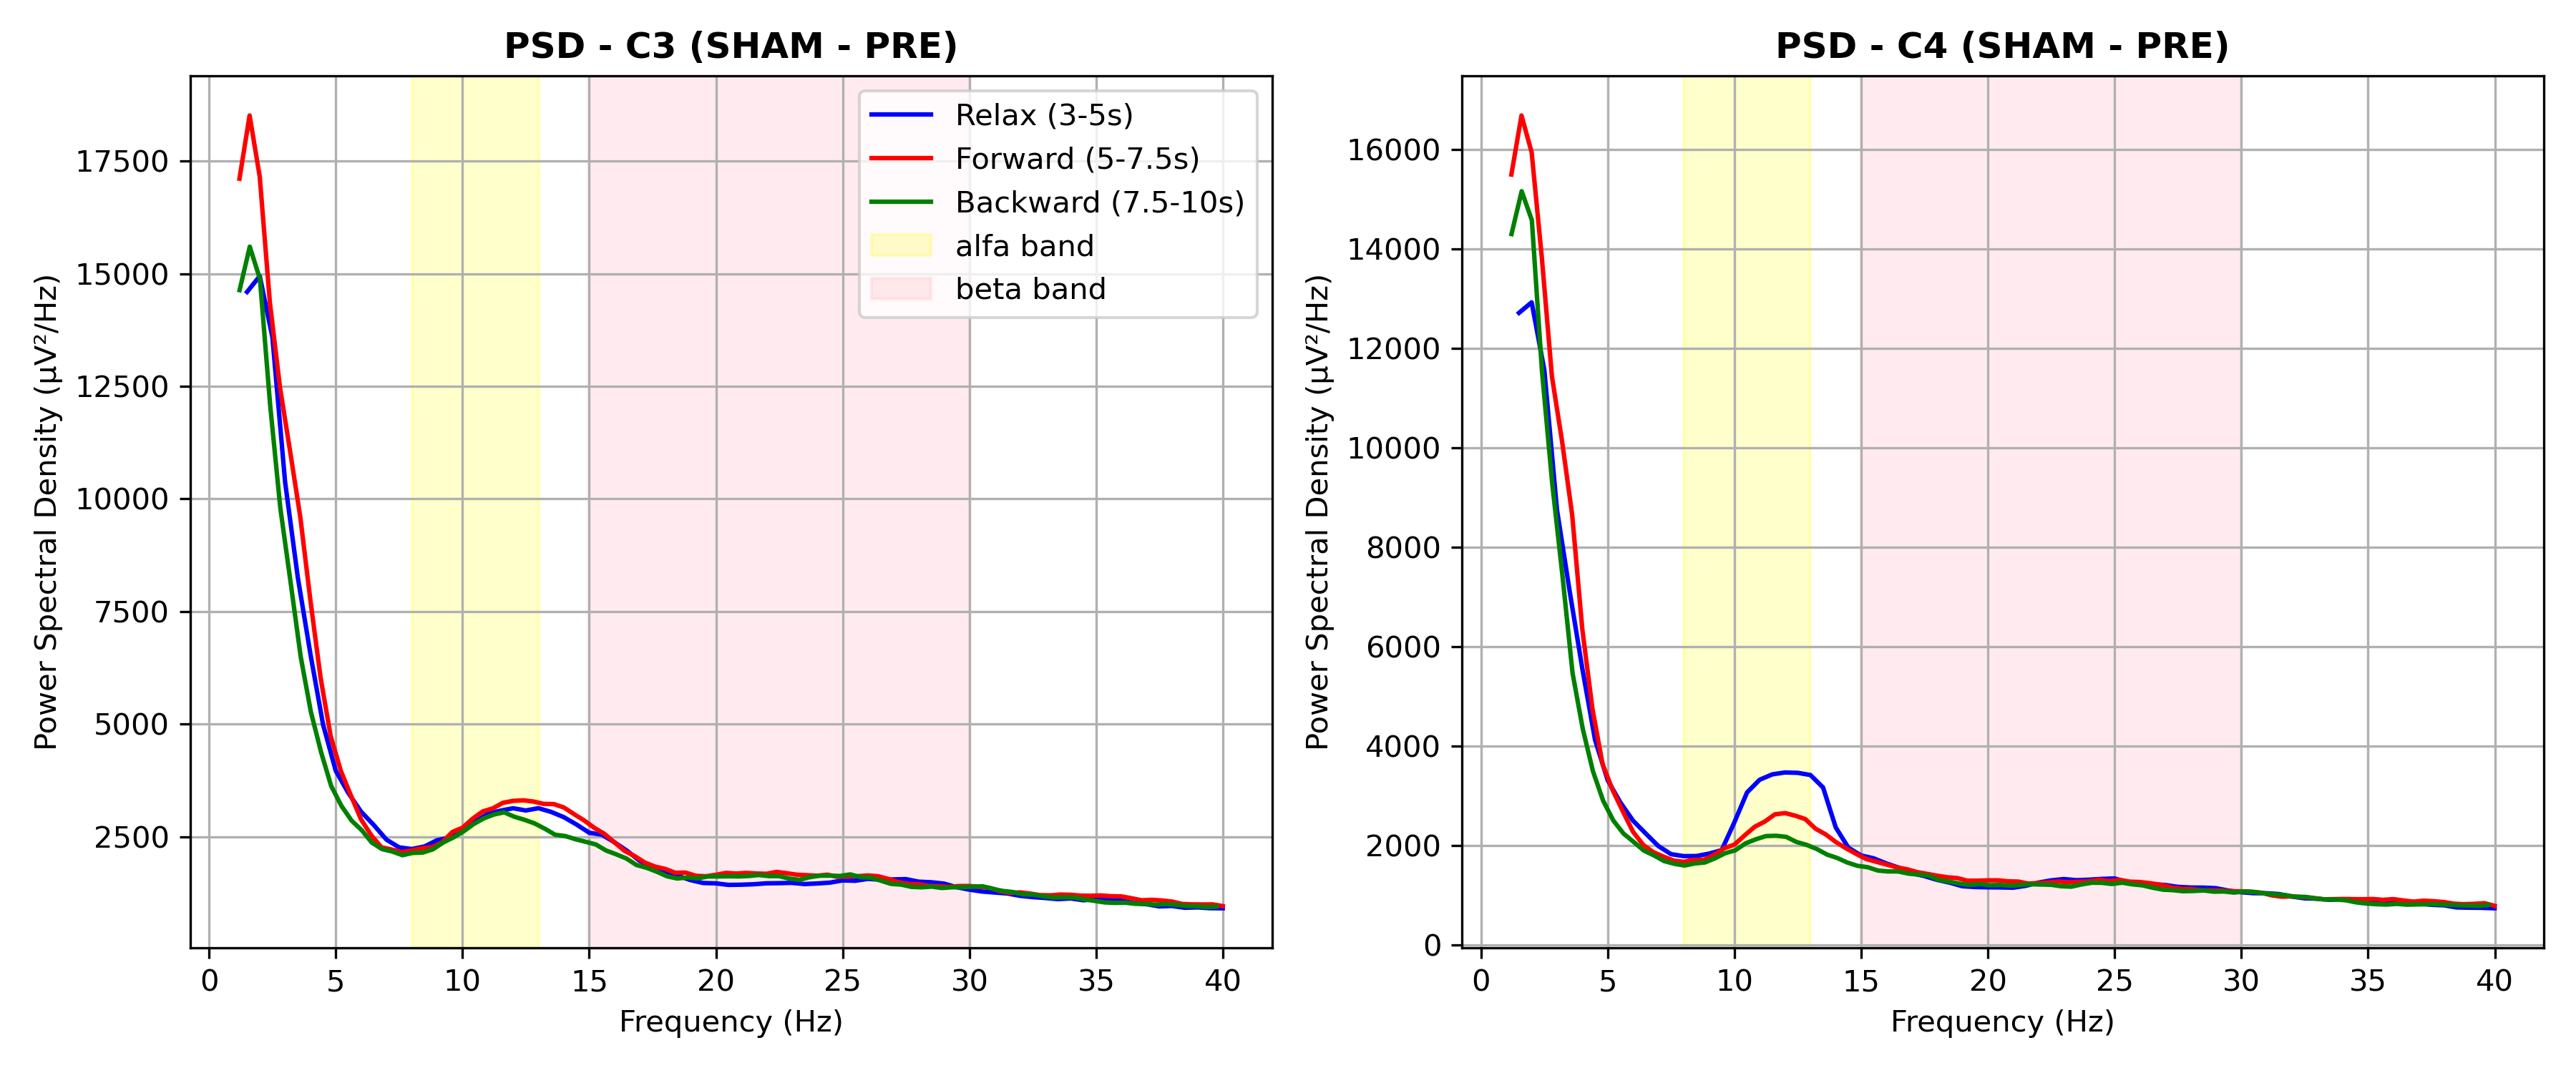 PSD - C3 (SHAM - PRE)
Power Spectral Density (µV²/Hz)
17500
15000
12500
10000
7500
5000
2500
0 5 10 15 20 25 30 35 40
Frequency (Hz)
Relax (3-5s)
Forward (5-7.5s)
Backward (7.5-10s)
alfa band
beta band
PSD - C4 (SHAM - PRE)
Power Spectral Density (µV²/Hz)
16000
14000
12000
10000
8000
6000
4000
2000
0
0 5 10 15 20 25 30 35 40
Frequency (Hz)